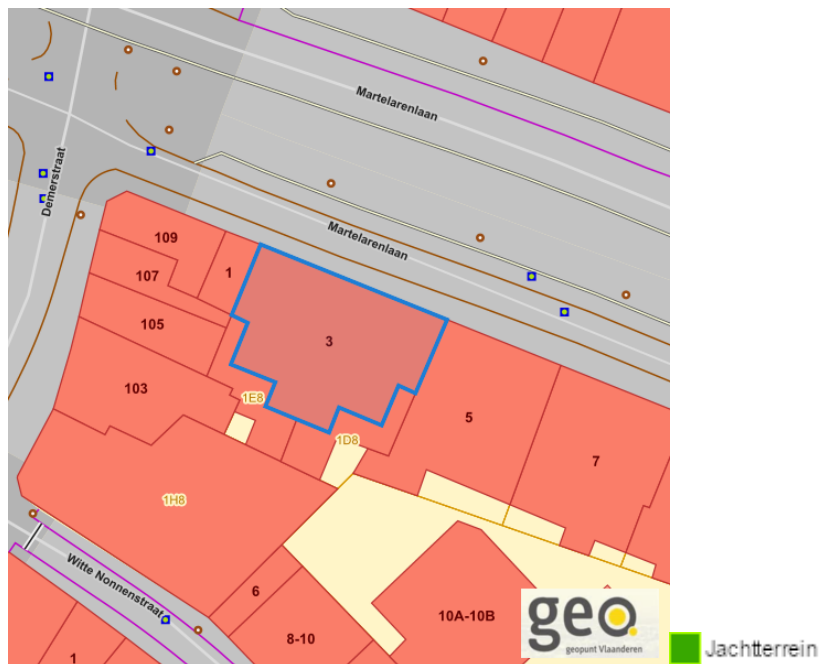 Martelarenlaan
Demerstraat
Martelarenlaan
109
107
1
105
3
103
1E8
1D8
5
7
1H8
Witte Nonnenstraat
6
8-10
10A-10B
1
geo.
geopunt Vlaanderen
Jachtterrein